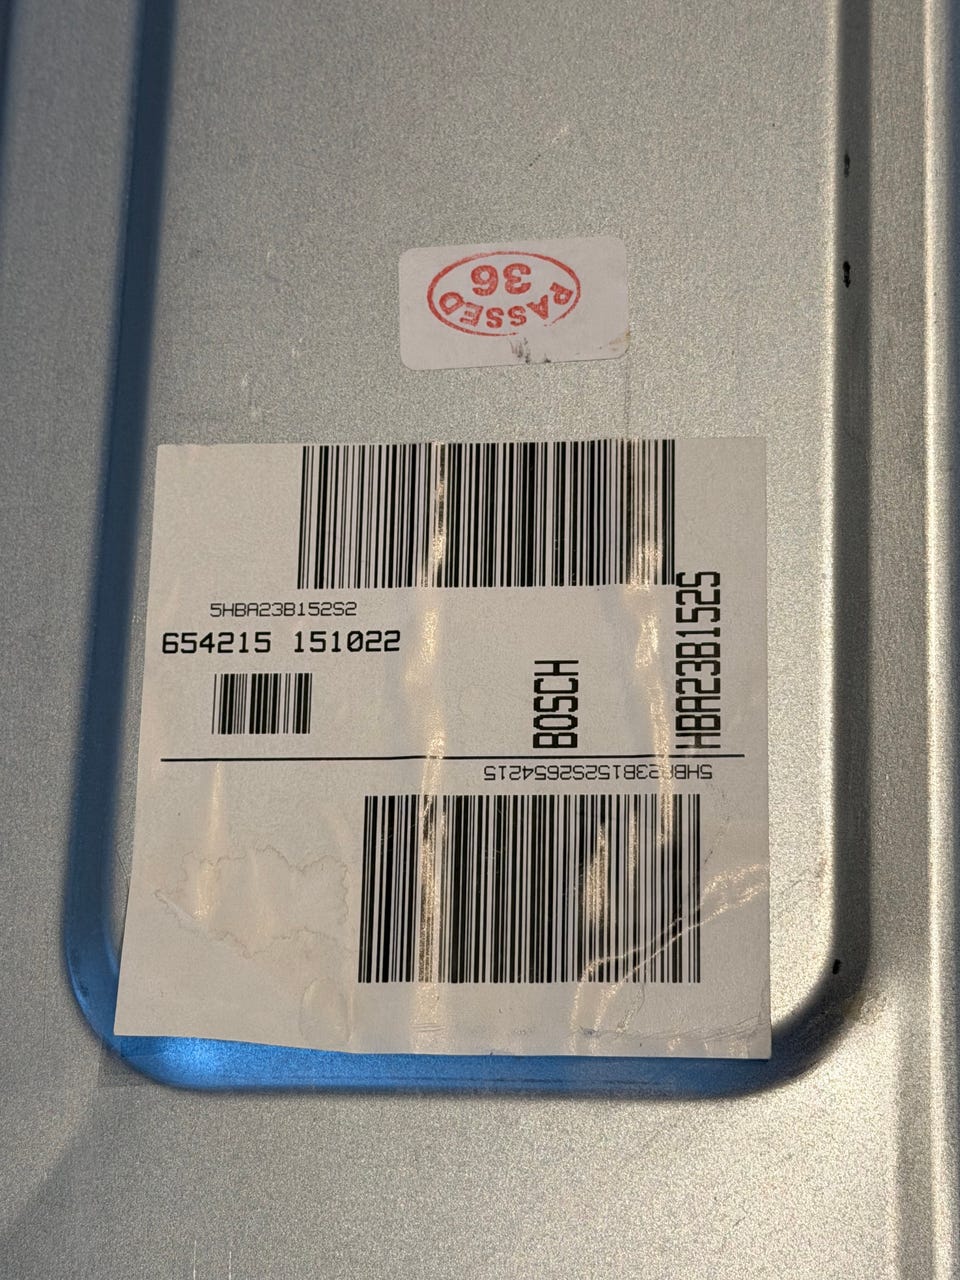 PASSED
36
5HBA23B152S2
654215 151022
BOSCH
HBA23B152S
5HBA23B152S2654215